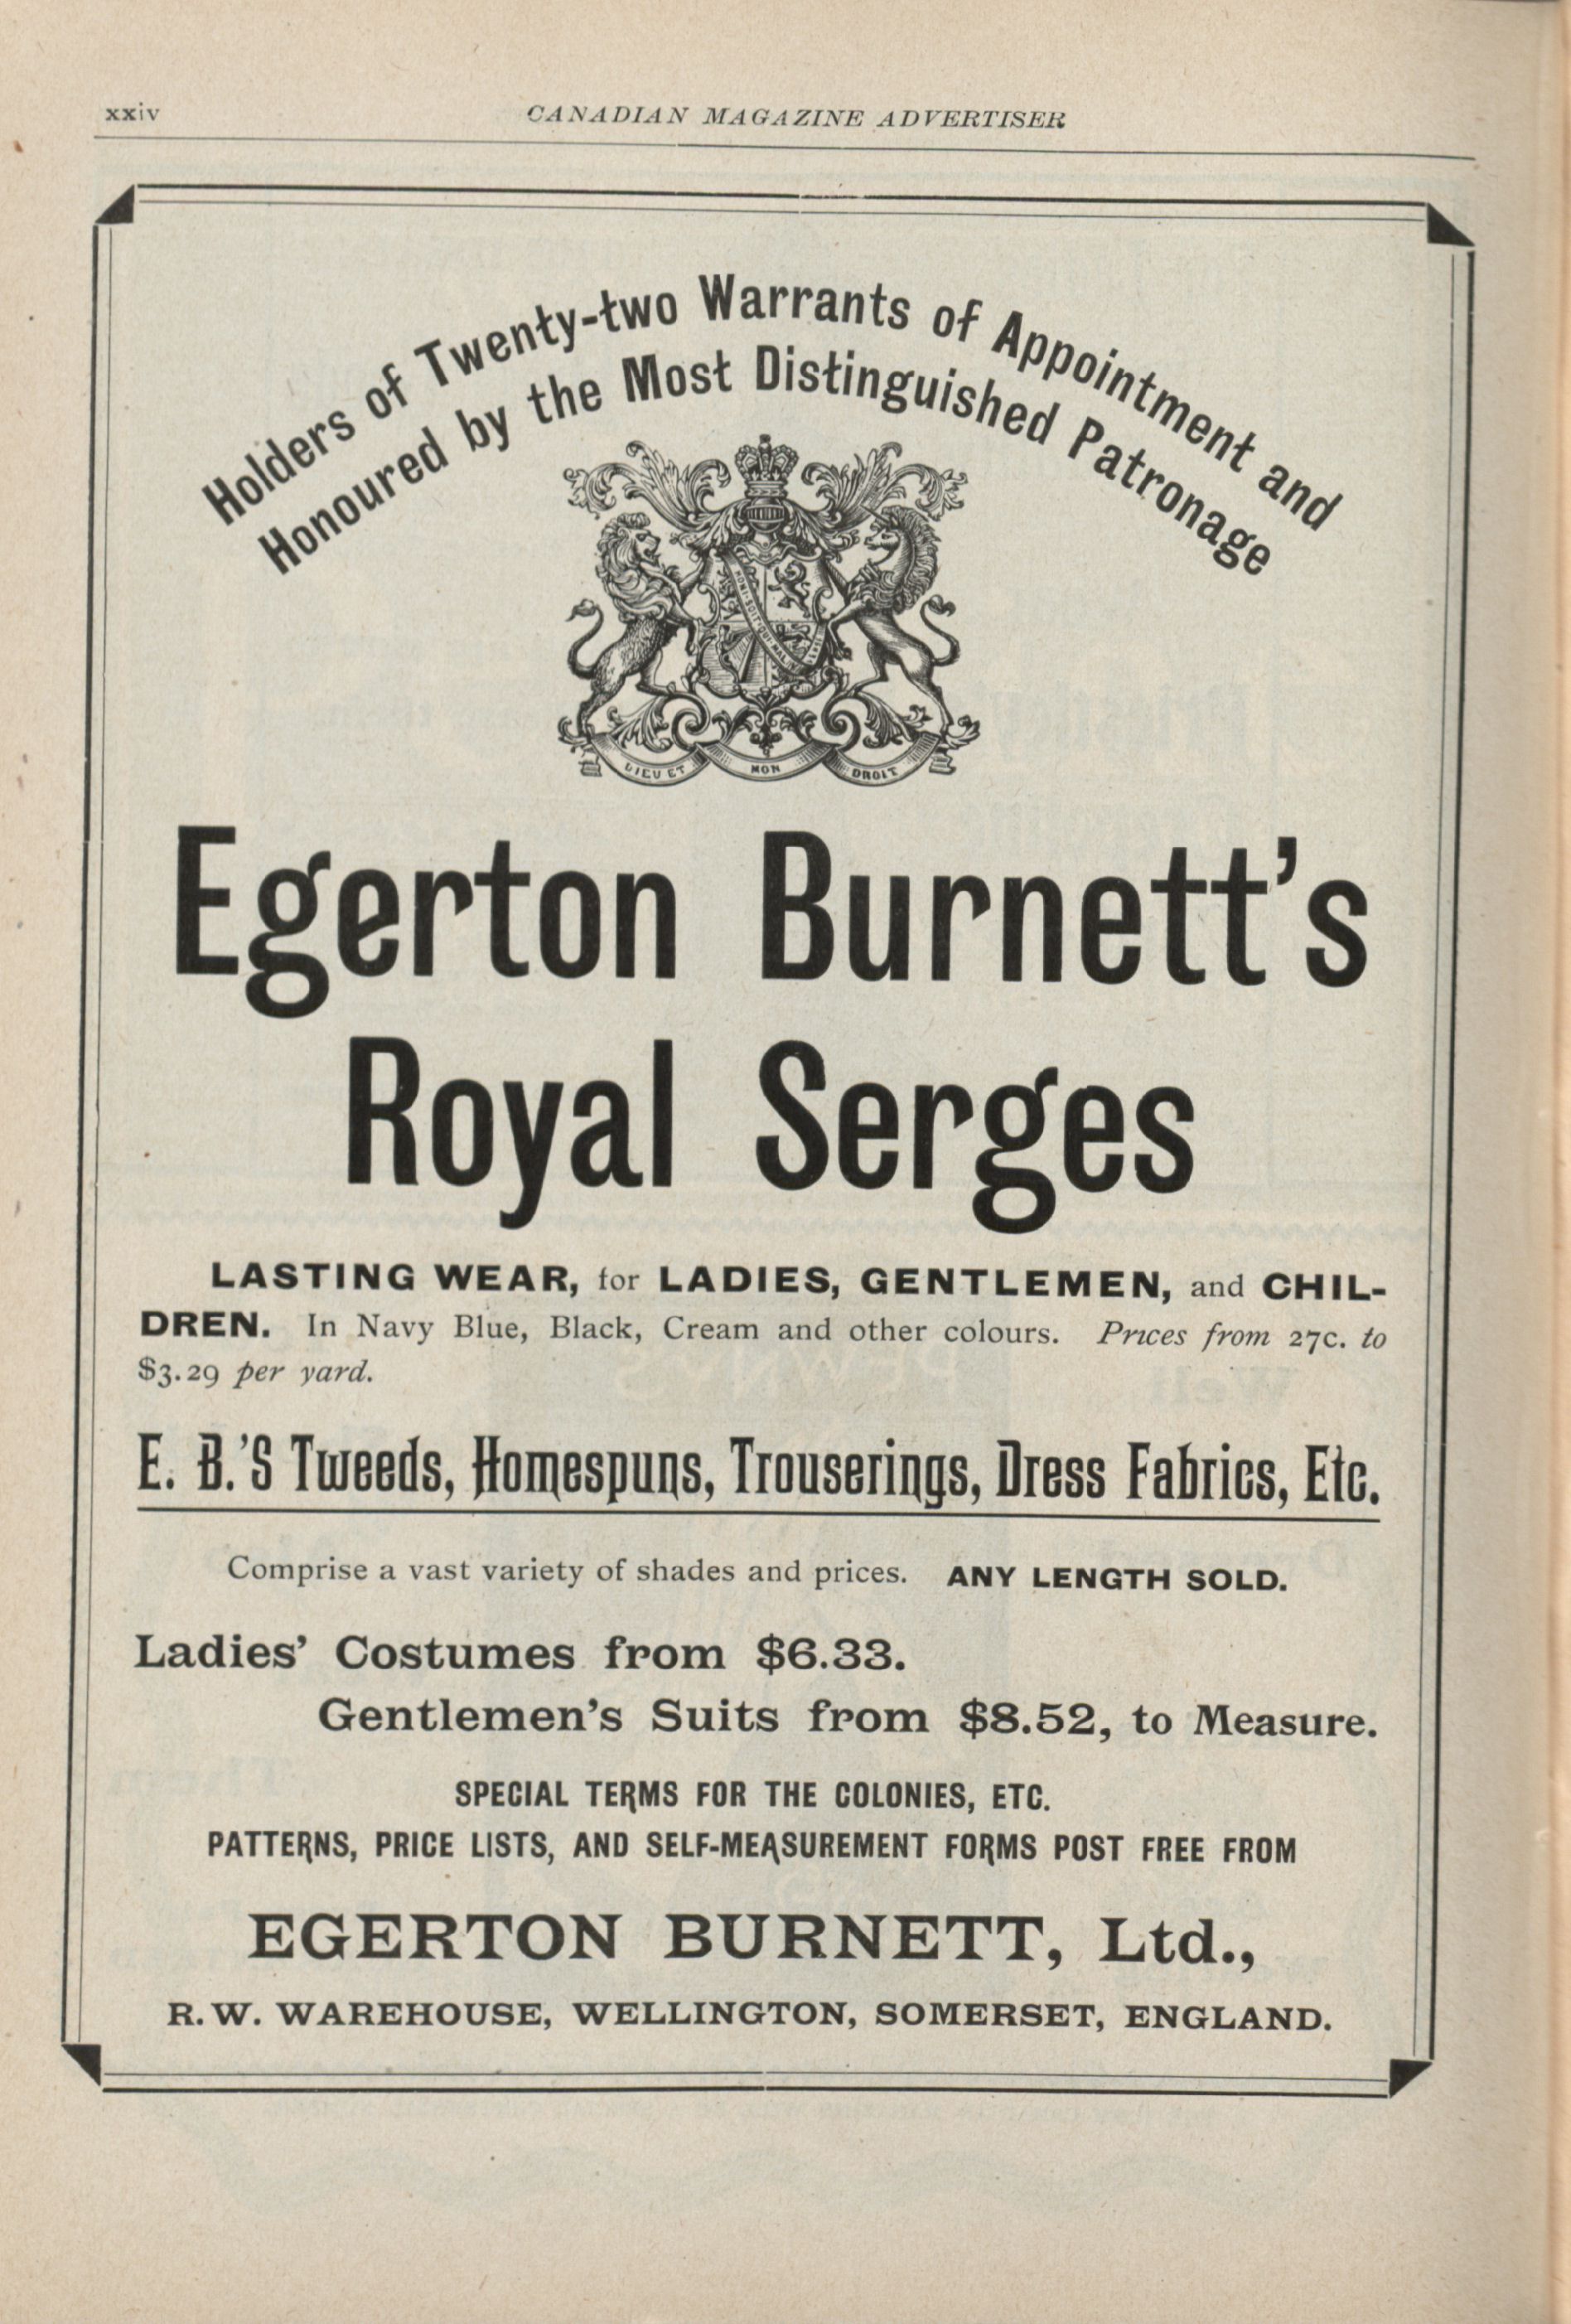 xxiv
CANADIAN MAGAZINE ADVERTISER
Holders of Twenty-two Warrants of Appointment and
Honoured by the Most Distinguished Patronage
HONI·SOIT·QUI·MAL·
DIEU ET MON DROIT
Egerton Burnett's
Royal Serges
LASTING WEAR, for LADIES, GENTLEMEN, and CHIL-
DREN. In Navy Blue, Black, Cream and other colours. Prices from 27c. to
$3.29 per yard.
E. B.'S Tweeds, Homespuns, Trouserings, Dress Fabrics, Etc.
Comprise a vast variety of shades and prices. ANY LENGTH SOLD.
Ladies' Costumes from $6.33.
Gentlemen's Suits from $8.52, to Measure.
SPECIAL TERMS FOR THE COLONIES, ETC.
PATTERNS, PRICE LISTS, AND SELF-MEASUREMENT FORMS POST FREE FROM
EGERTON BURNETT, Ltd.,
R. W. WAREHOUSE, WELLINGTON, SOMERSET, ENGLAND.